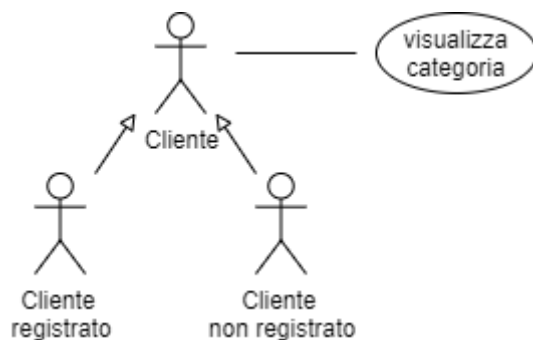 visualizza
categoria
Cliente
Cliente
registrato
Cliente
non registrato